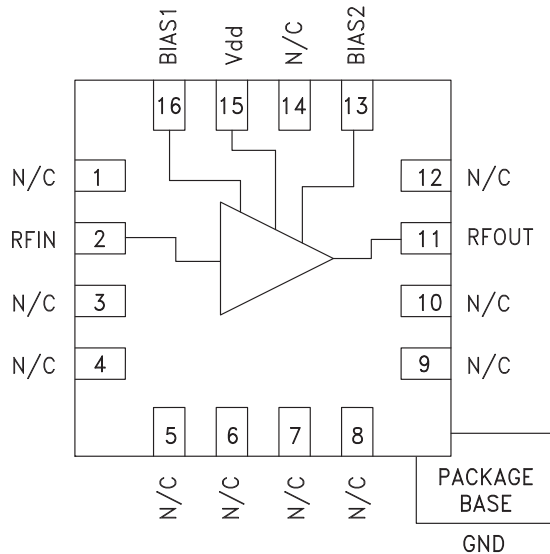 BIAS1
Vdd
N/C
BIAS2
16
15
14
13
N/C 1
12 N/C
RFIN 2
11 RFOUT
N/C 3
10 N/C
N/C 4
9 N/C
5
6
7
8
N/C
N/C
N/C
N/C
PACKAGE
BASE
GND